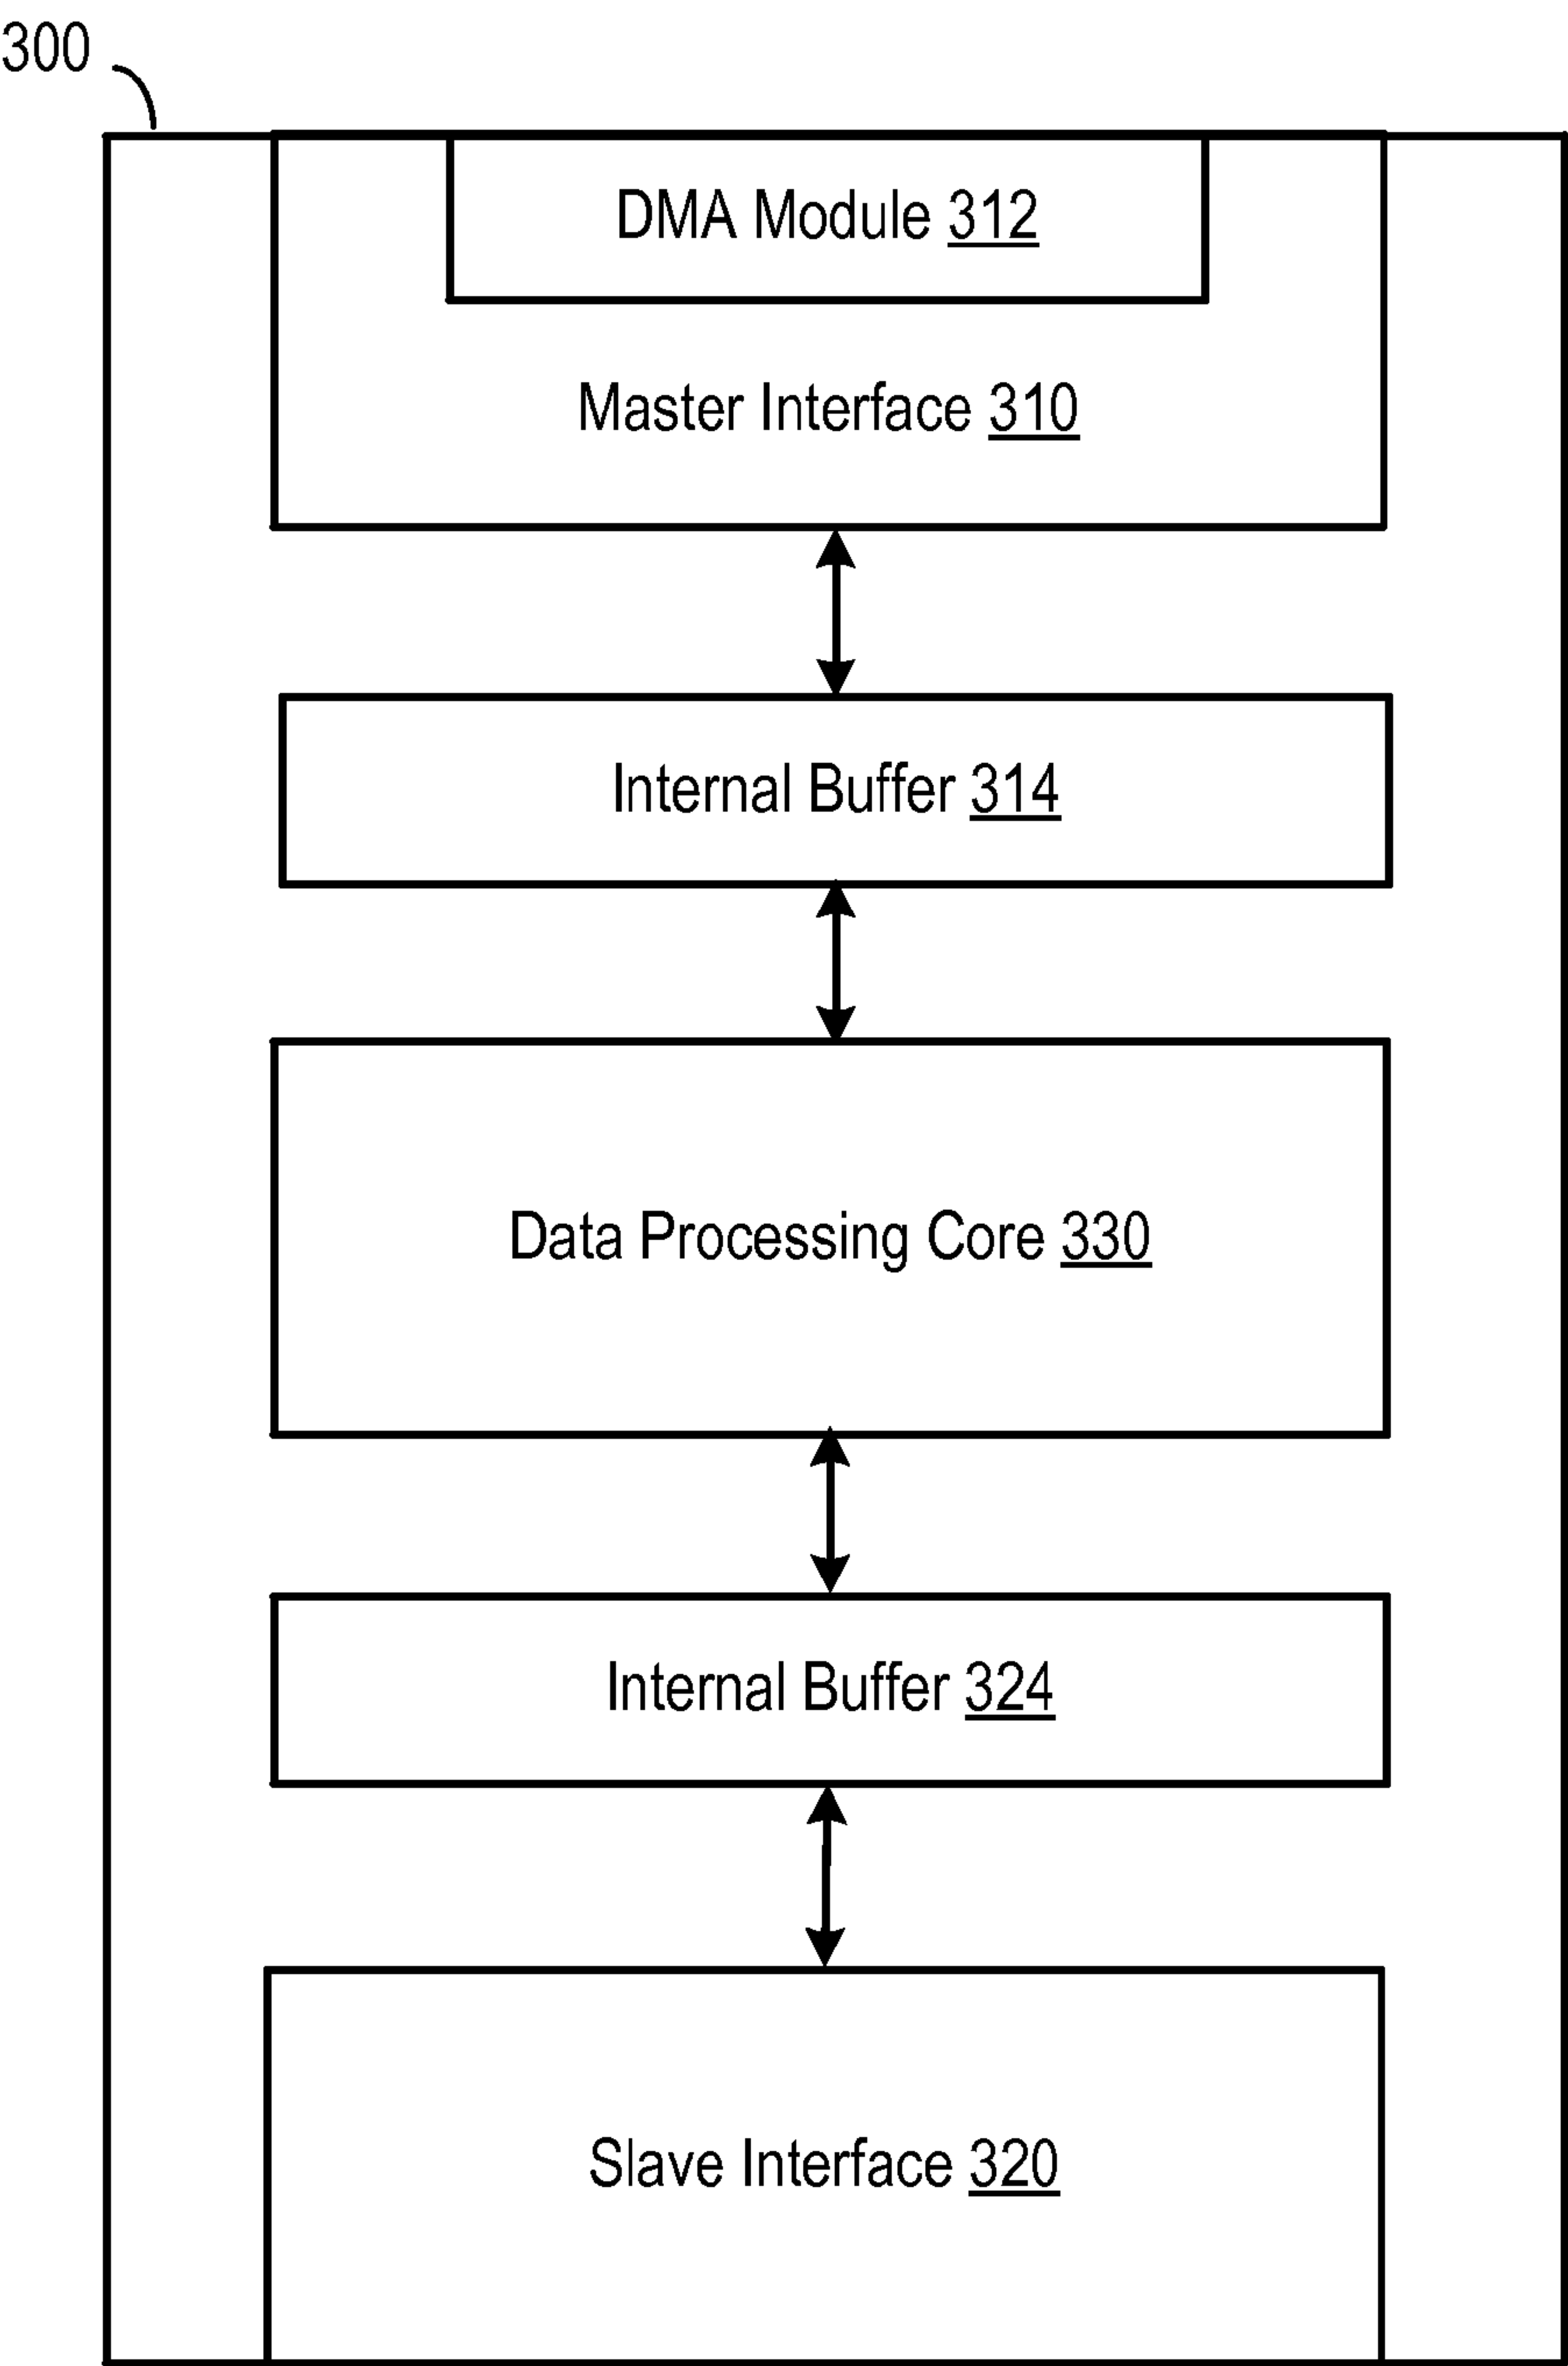 300
DMA Module 312
Master Interface 310
Internal Buffer 314
Data Processing Core 330
Internal Buffer 324
Slave Interface 320